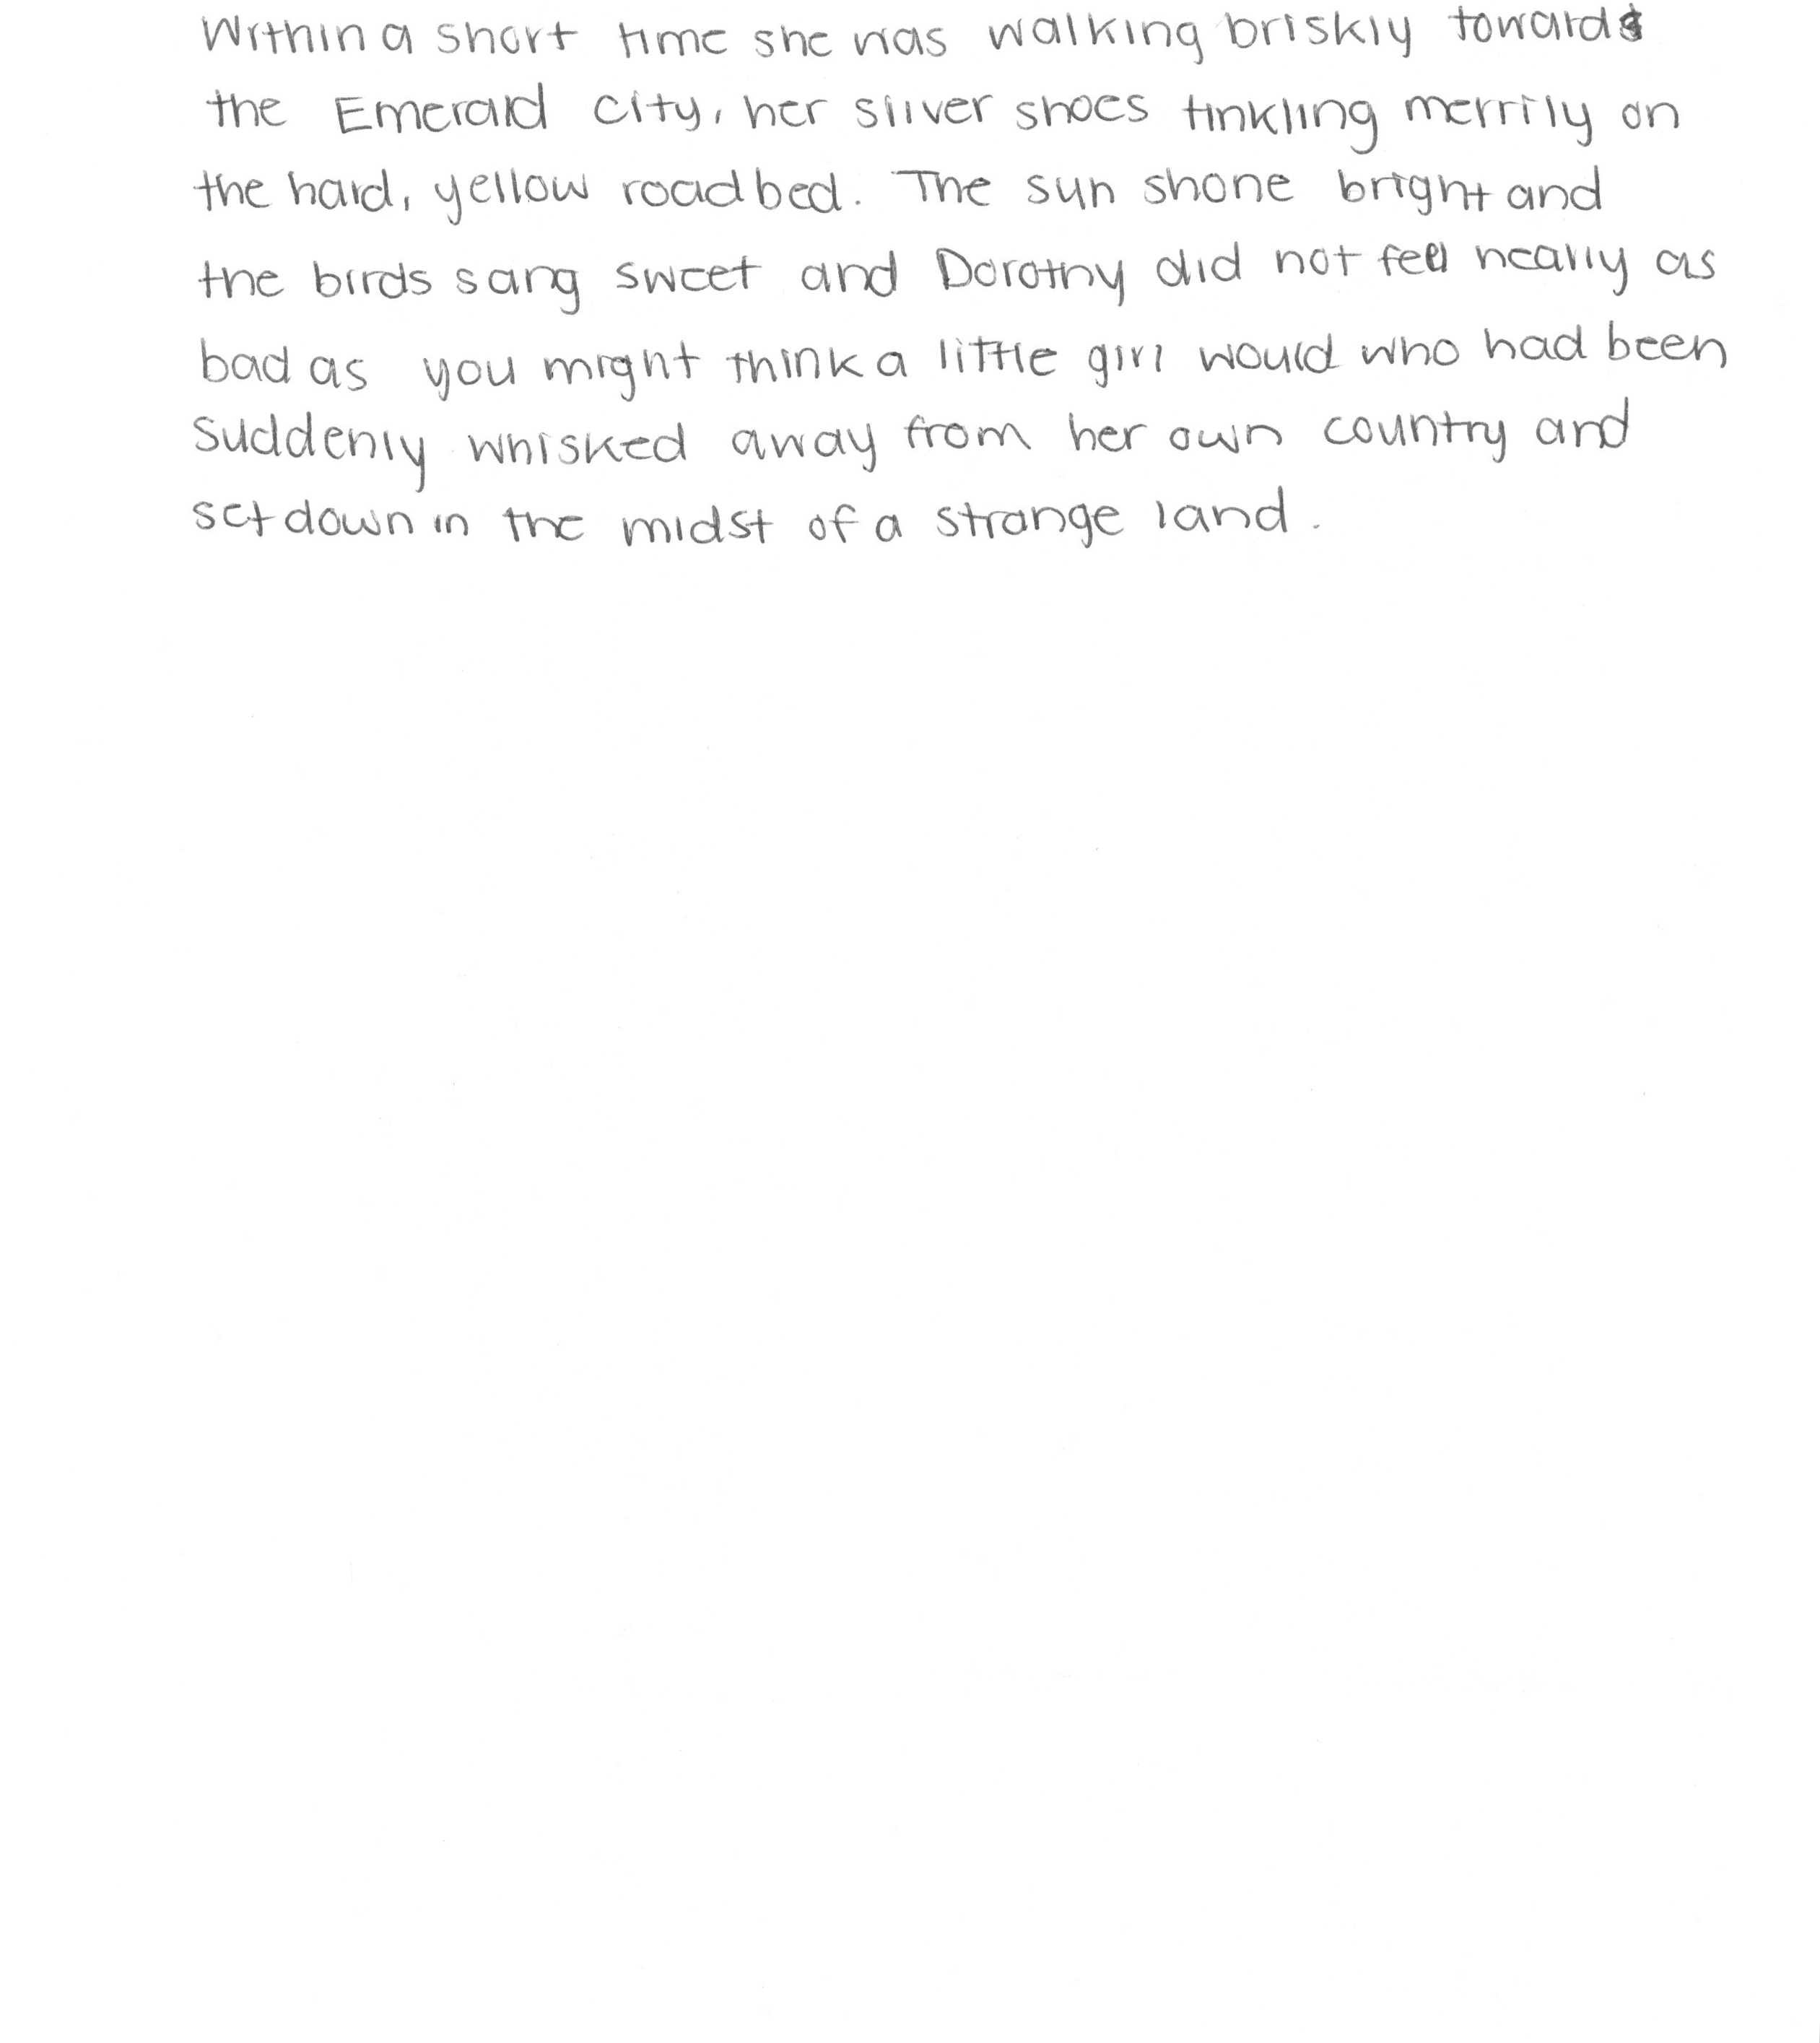 Within a short time she was walking briskly towards
the Emerald City, her silver shoes tinkling merrily on
the hard, yellow roadbed. The sun shone bright and
the birds sang sweet and Dorothy did not feel nearly as
bad as you might think a little girl would who had been
suddenly whisked away from her own country and
set down in the midst of a strange land.